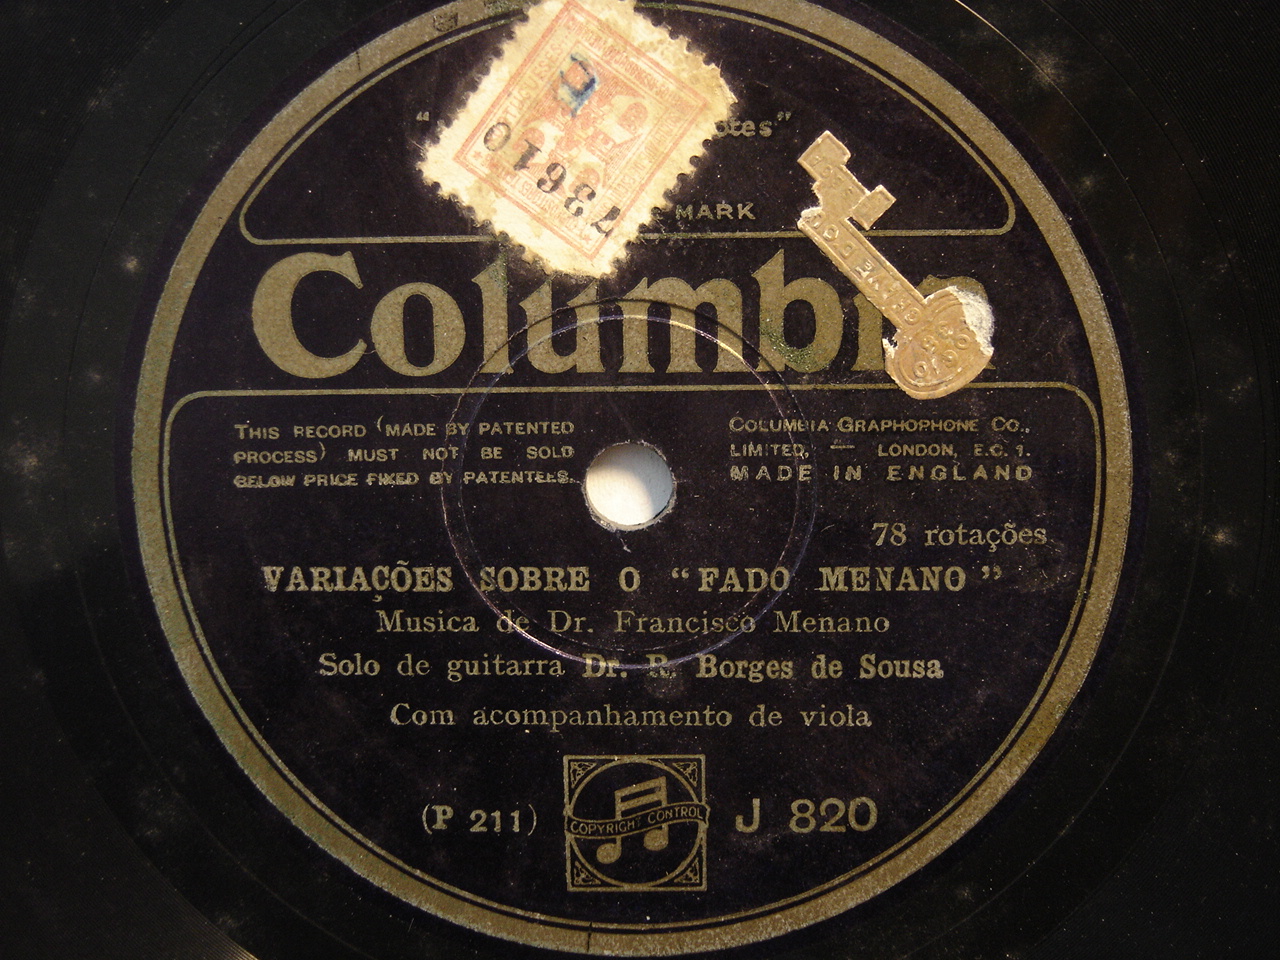 otes"
MARK
Columbia
THIS RECORD (MADE BY PATENTED
PROCESS) MUST NOT BE SOLD
BELOW PRICE FIXED BY PATENTEES.
COLUMBIA GRAPHOPHONE CO.,
LIMITED, — LONDON, E.C. 1.
MADE IN ENGLAND
78 rotações
VARIAÇÕES SOBRE O "FADO MENANO"
Musica de Dr. Francisco Menano
Solo de guitarra Dr. R. Borges de Sousa
Com acompanhamento de viola
(P 211)
COPYRIGHT CONTROL
J 820
73610